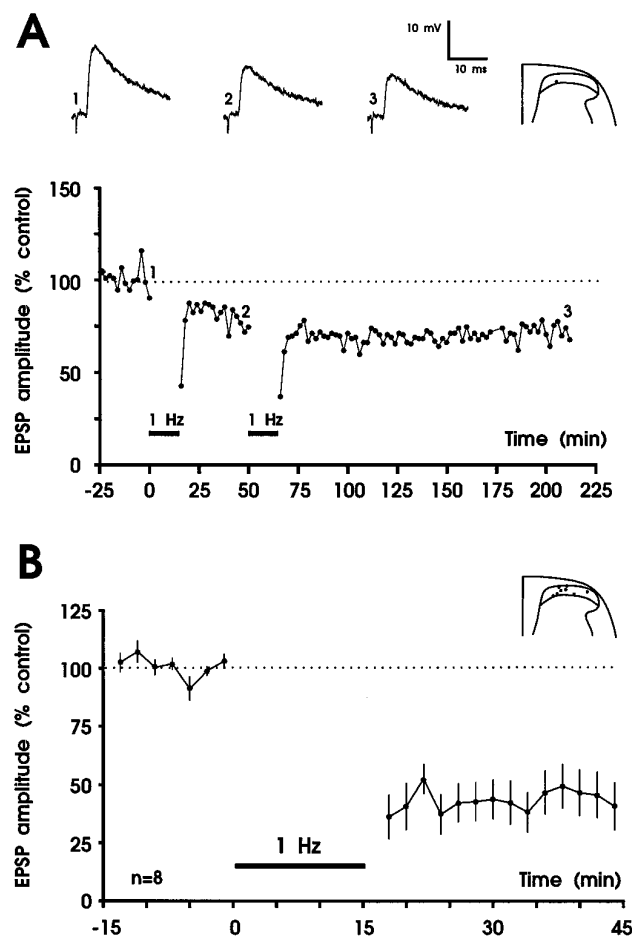 A
10 mV
10 ms
1
2
3
EPSP amplitude (% control)
150
100
50
0
1
2
3
1 Hz
1 Hz
Time (min)
-25 0 25 50 75 100 125 150 175 200 225
B
EPSP amplitude (% control)
125
100
75
50
25
0
1 Hz
n=8
Time (min)
-15 0 15 30 45